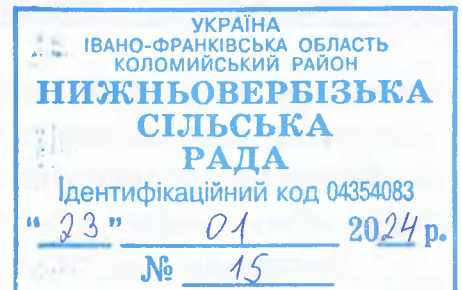 УКРАЇНА
ІВАНО-ФРАНКІВСЬКА ОБЛАСТЬ
КОЛОМИЙСЬКИЙ РАЙОН
НИЖНЬОВЕРБІЗЬКА
СІЛЬСЬКА
РАДА
Ідентифікаційний код 04354083
“ 23 ” 01 2024 р.
№ 15